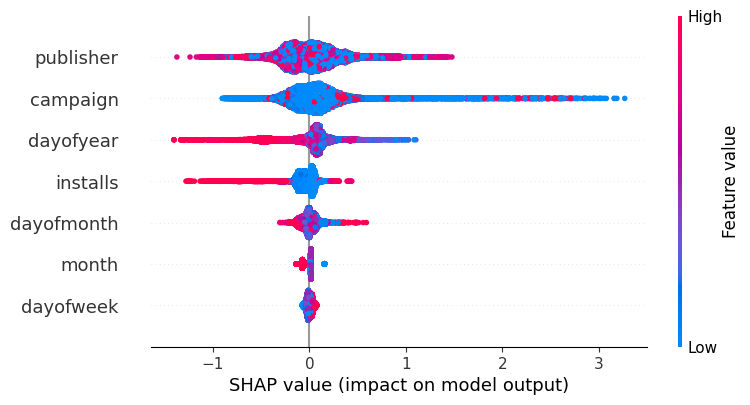 High
publisher
campaign
dayofyear
installs
dayofmonth
month
dayofweek
Feature value
Low
−1 0 1 2 3
SHAP value (impact on model output)